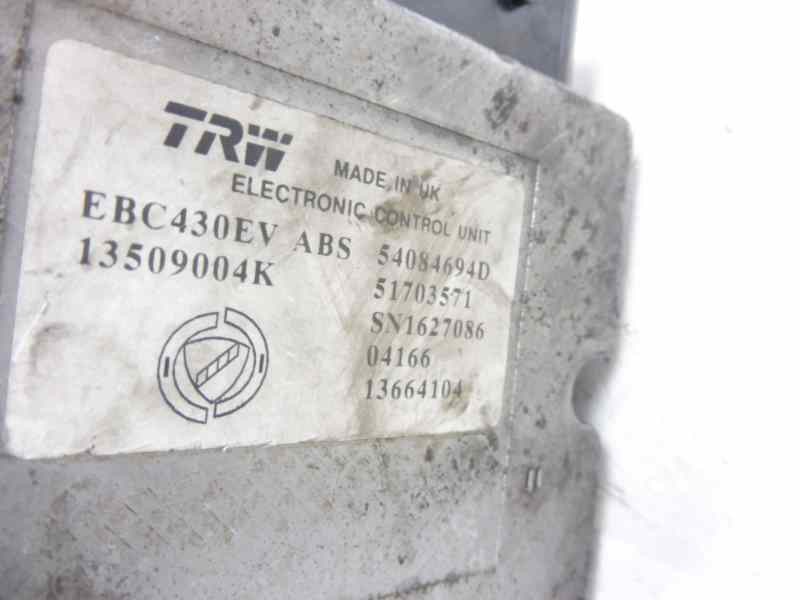 TRW
MADE IN UK
ELECTRONIC CONTROL UNIT
EBC430EV ABS 54084694D
13509004K
51703571
SN1627086
04166
13664104